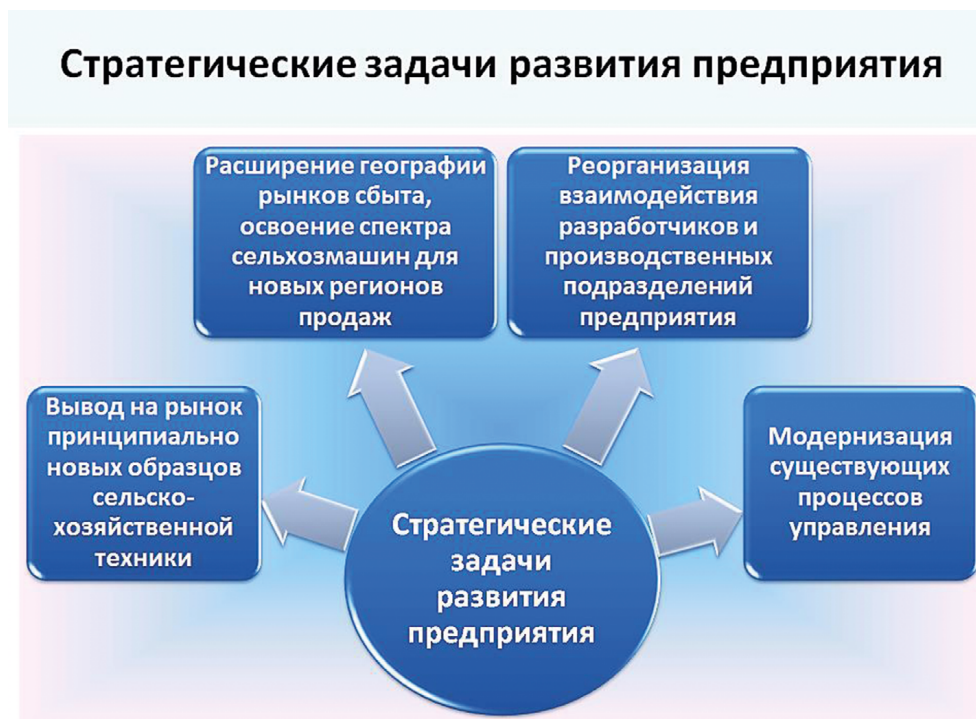 Стратегические задачи развития предприятия
Расширение географии
рынков сбыта,
освоение спектра
сельхозмашин для
новых регионов
продаж
Реорганизация
взаимодействия
разработчиков и
производственных
подразделений
предприятия
Вывод на рынок
принципиально
новых образцов
сельско-
хозяйственной
техники
Модернизация
существующих
процессов
управления
Стратегические
задачи
развития
предприятия